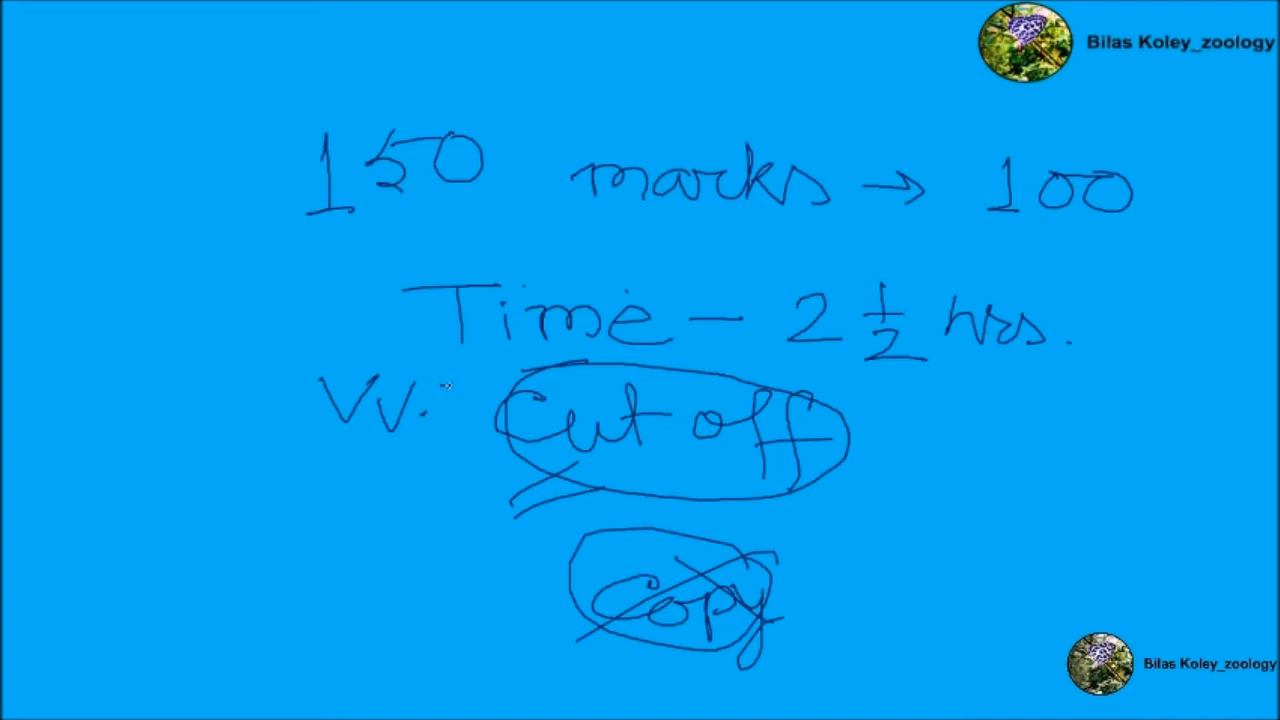 Bilas Koley_zoology
150 marks → 100
Time - 2 1/2 hrs.
VV. Cut off
Copy
Bilas Koley_zoology